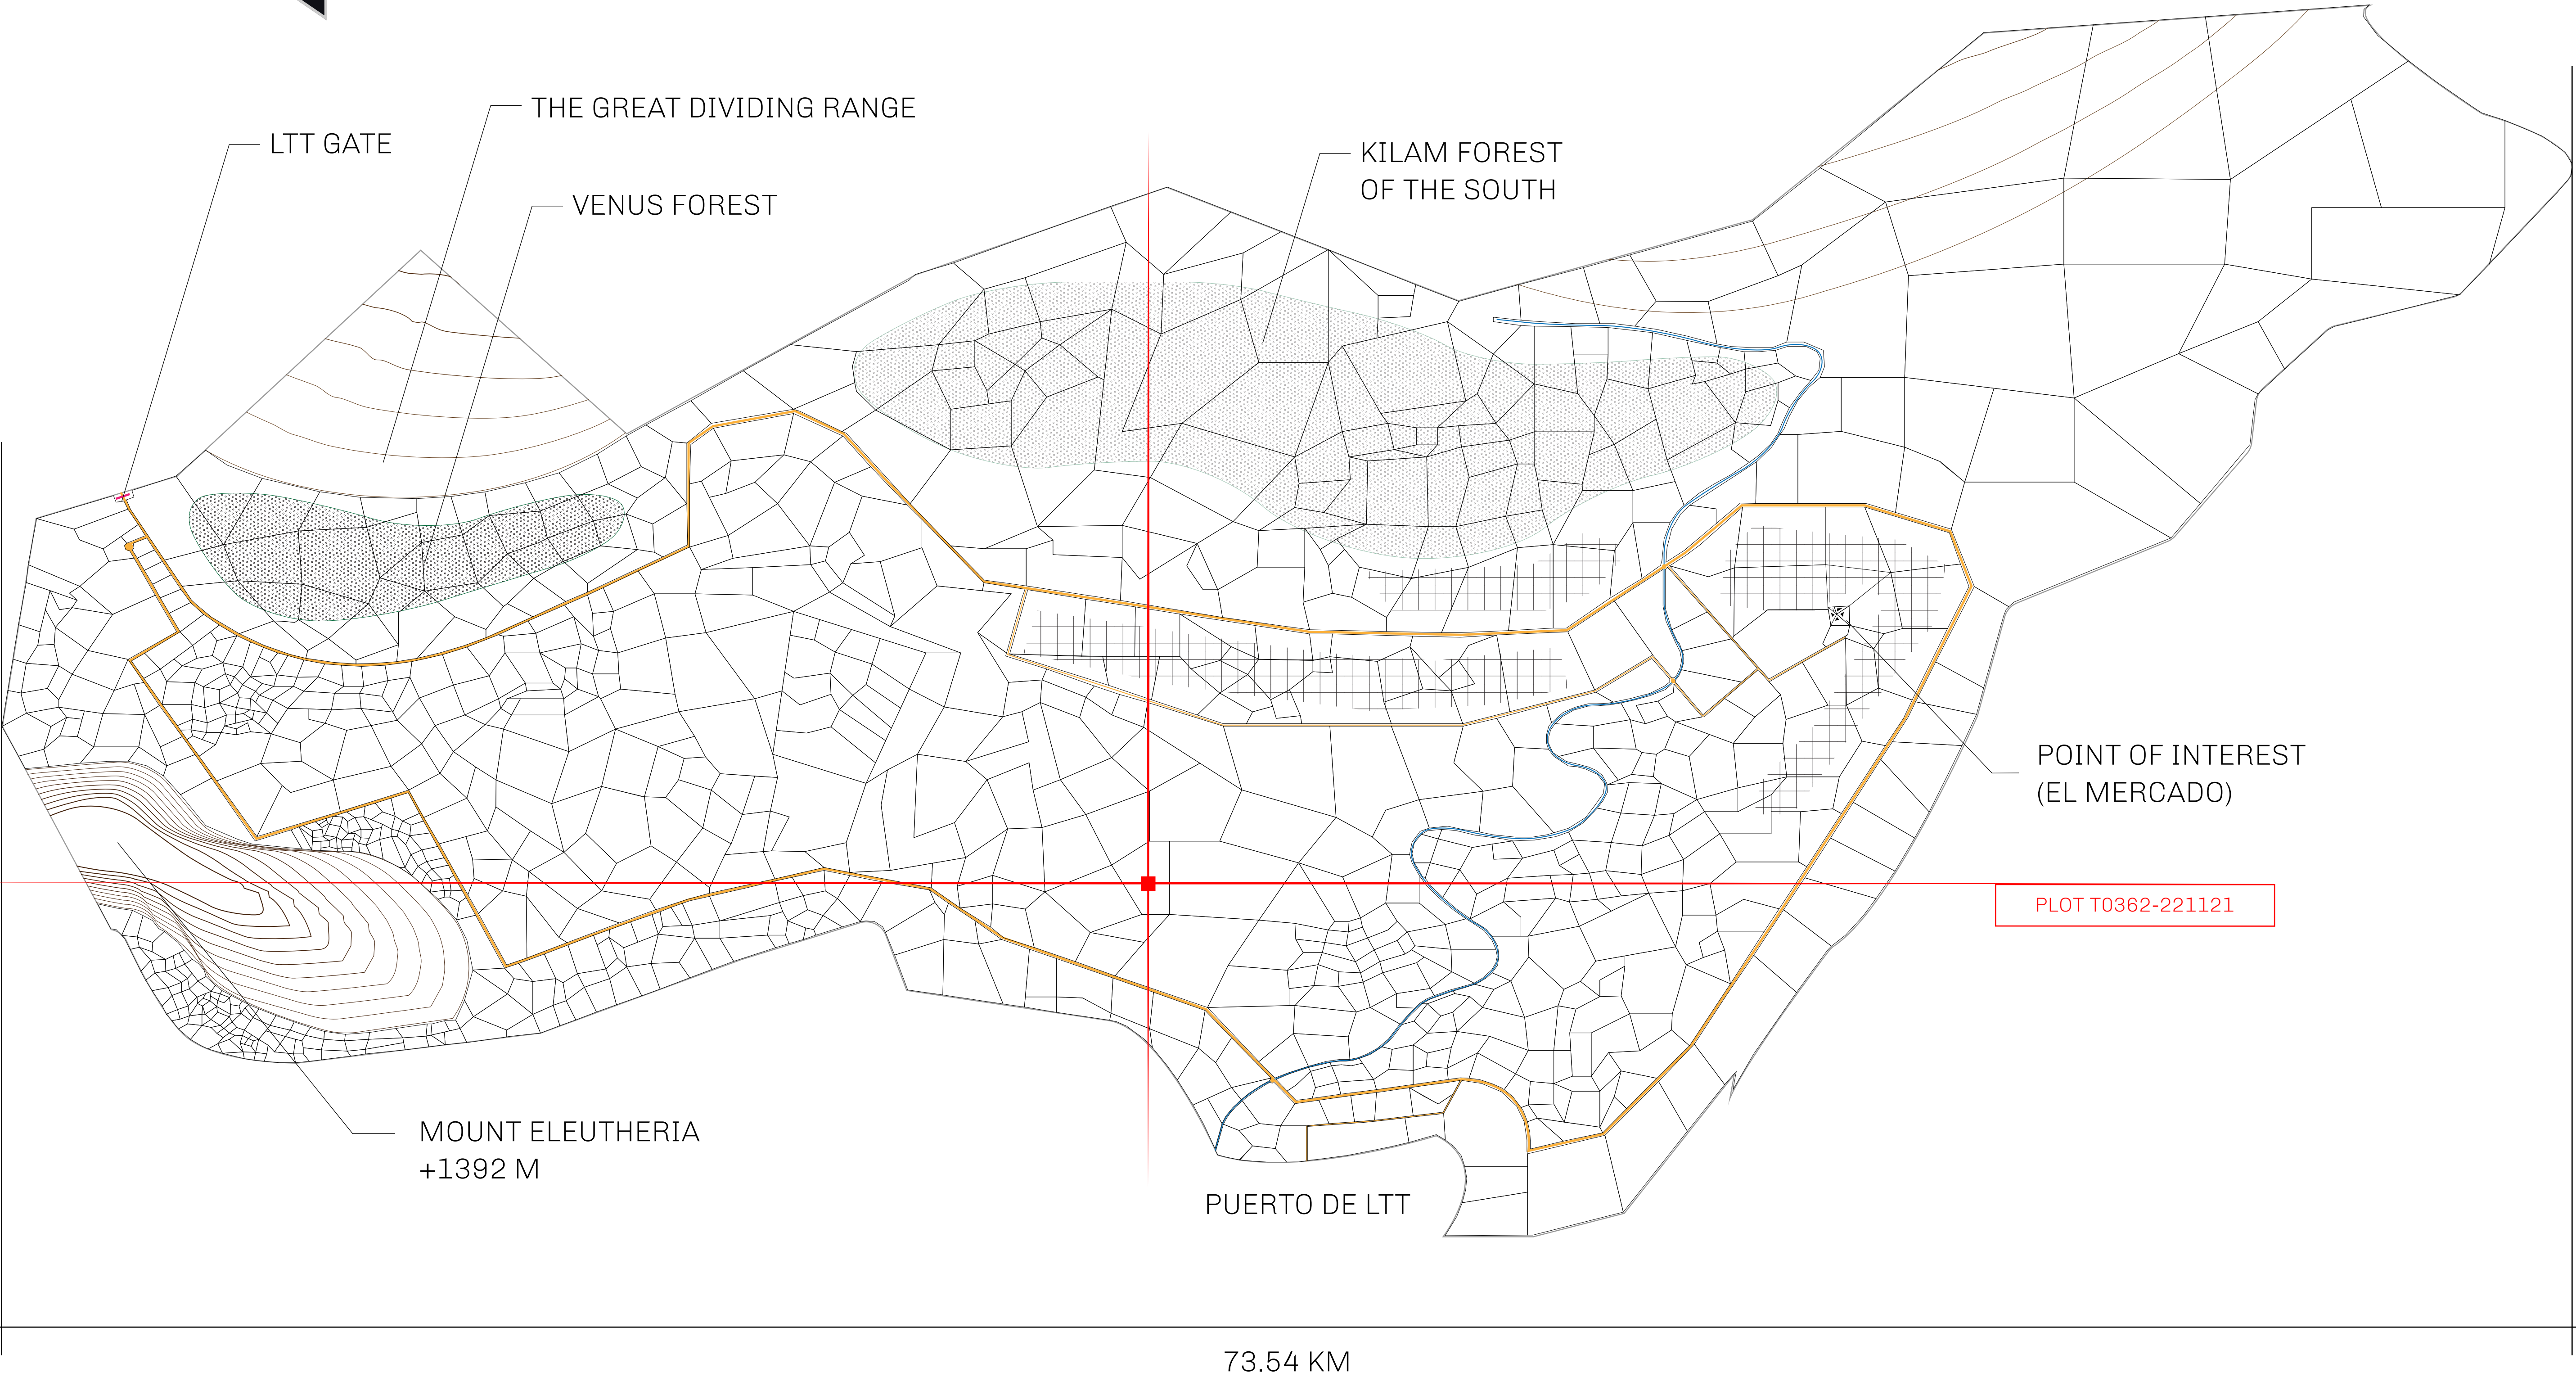 THE GREAT DIVIDING RANGE
LTT GATE
VENUS FOREST
KILAM FOREST
OF THE SOUTH
POINT OF INTEREST
(EL MERCADO)
PLOT T0362-221121
MOUNT ELEUTHERIA
+1392 M
PUERTO DE LTT
73.54 KM